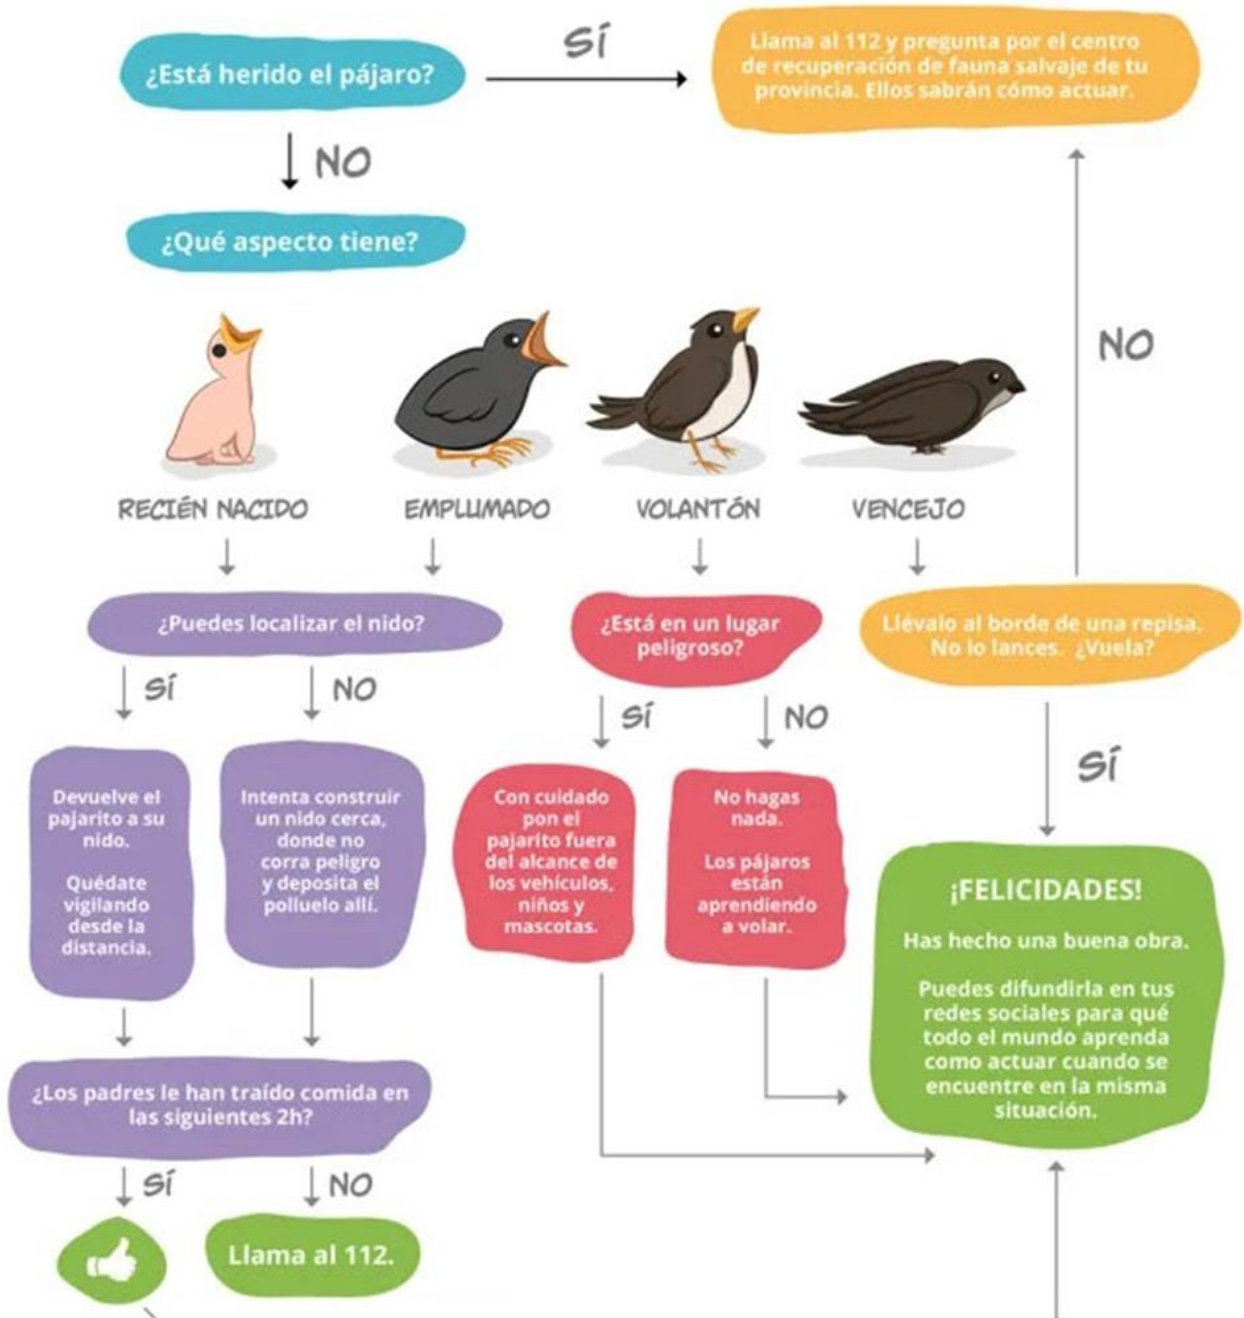 ¿Está herido el pájaro?
SÍ
Llama al 112 y pregunta por el centro
de recuperación de fauna salvaje de tu
provincia. Ellos sabrán cómo actuar.
NO
¿Qué aspecto tiene?
NO
RECIÉN NACIDO
EMPLUMADO
VOLANTÓN
VENCEJO
¿Puedes localizar el nido?
¿Está en un lugar
peligroso?
Llévalo al borde de una repisa.
No lo lances. ¿Vuela?
SÍ
NO
SÍ
NO
SÍ
Devuelve el
pajarito a su
nido.
Quédate
vigilando
desde la
distancia.
Intenta construir
un nido cerca,
donde no
corra peligro
y deposita el
polluelo allí.
Con cuidado
pon el
pajarito fuera
del alcance de
los vehículos,
niños y
mascotas.
No hagas
nada.
Los pájaros
están
aprendiendo
a volar.
¡FELICIDADES!
Has hecho una buena obra.
Puedes difundirla en tus
redes sociales para qué
todo el mundo aprenda
como actuar cuando se
encuentre en la misma
situación.
¿Los padres le han traído comida en
las siguientes 2h?
SÍ
NO
Llama al 112.